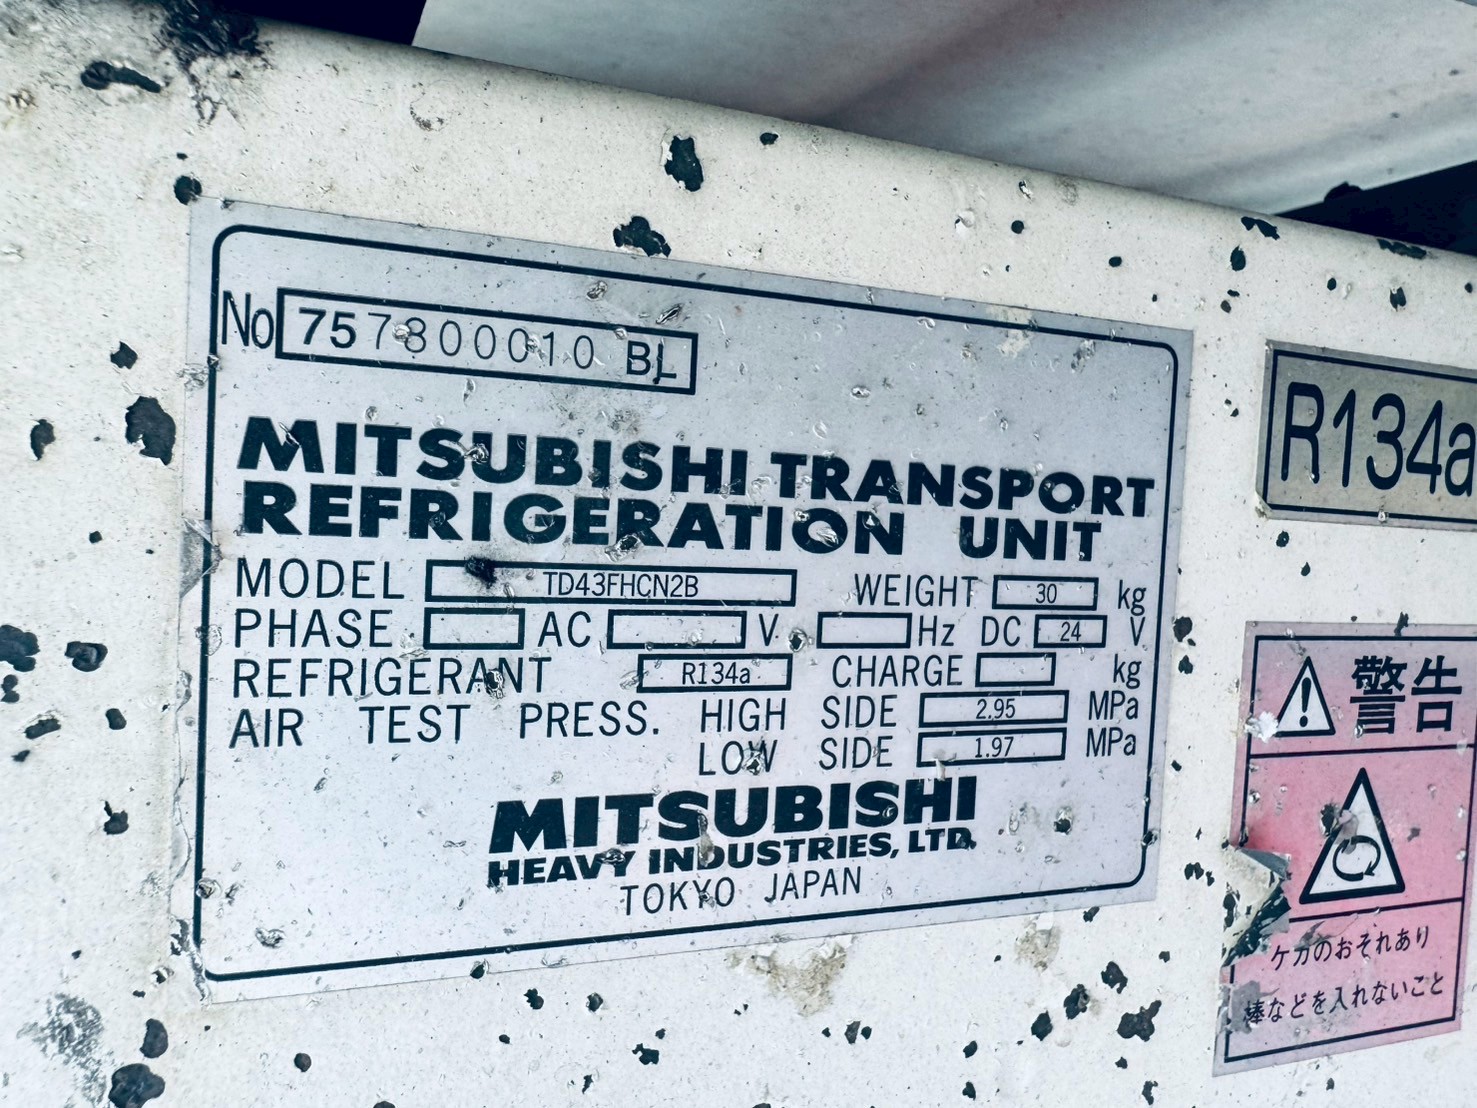 No 757800010 BL
MITSUBISHI TRANSPORT
REFRIGERATION UNIT
MODEL TD43FHCN2B WEIGHT 30 kg
PHASE AC V Hz DC 24 V
REFRIGERANT R134a CHARGE kg
AIR TEST PRESS. HIGH SIDE 2.95 MPa
LOW SIDE 1.97 MPa
MITSUBISHI
HEAVY INDUSTRIES, LTD.
TOKYO JAPAN
R134a
警告
ケガのおそれあり
棒などを入れないこと